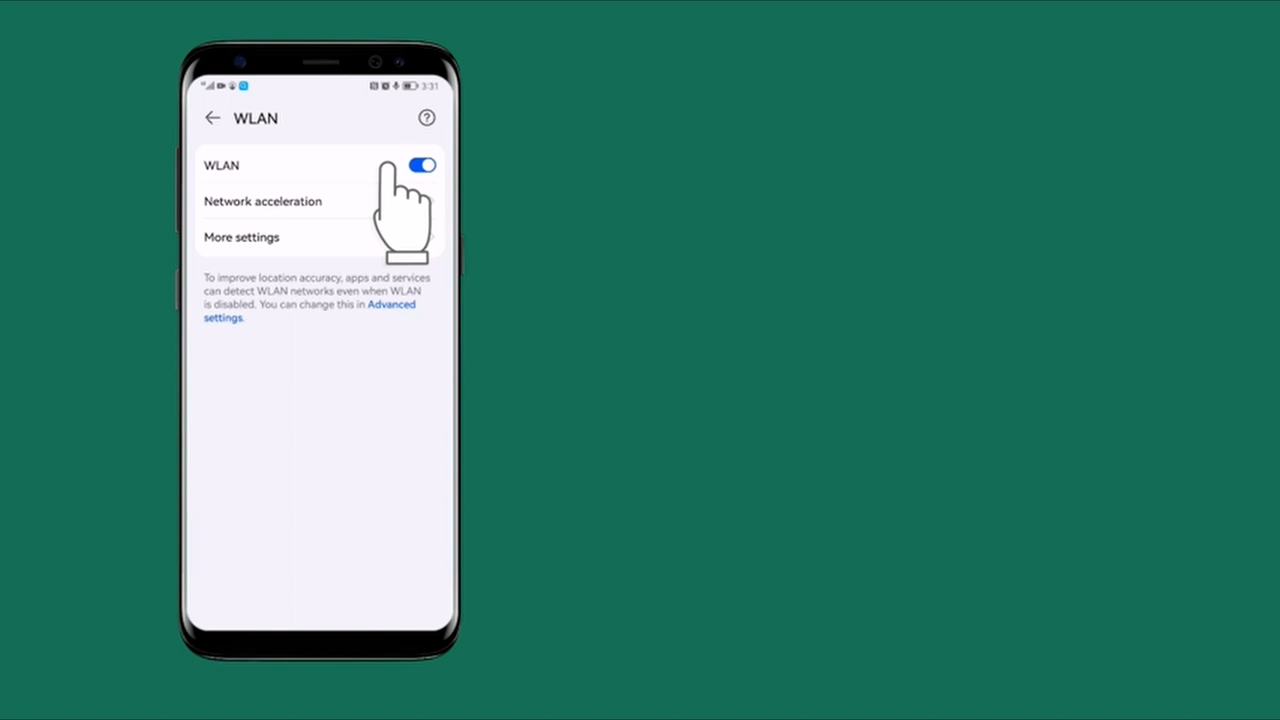 3:31
WLAN
WLAN
Network acceleration
More settings
To improve location accuracy, apps and services
can detect WLAN networks even when WLAN
is disabled. You can change this in Advanced
settings.